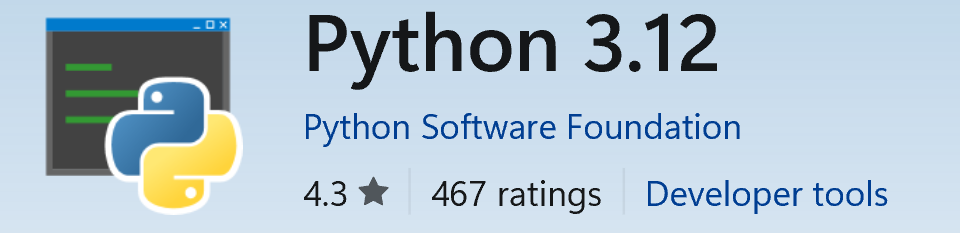 Python 3.12
Python Software Foundation
4.3 ★ 467 ratings Developer tools